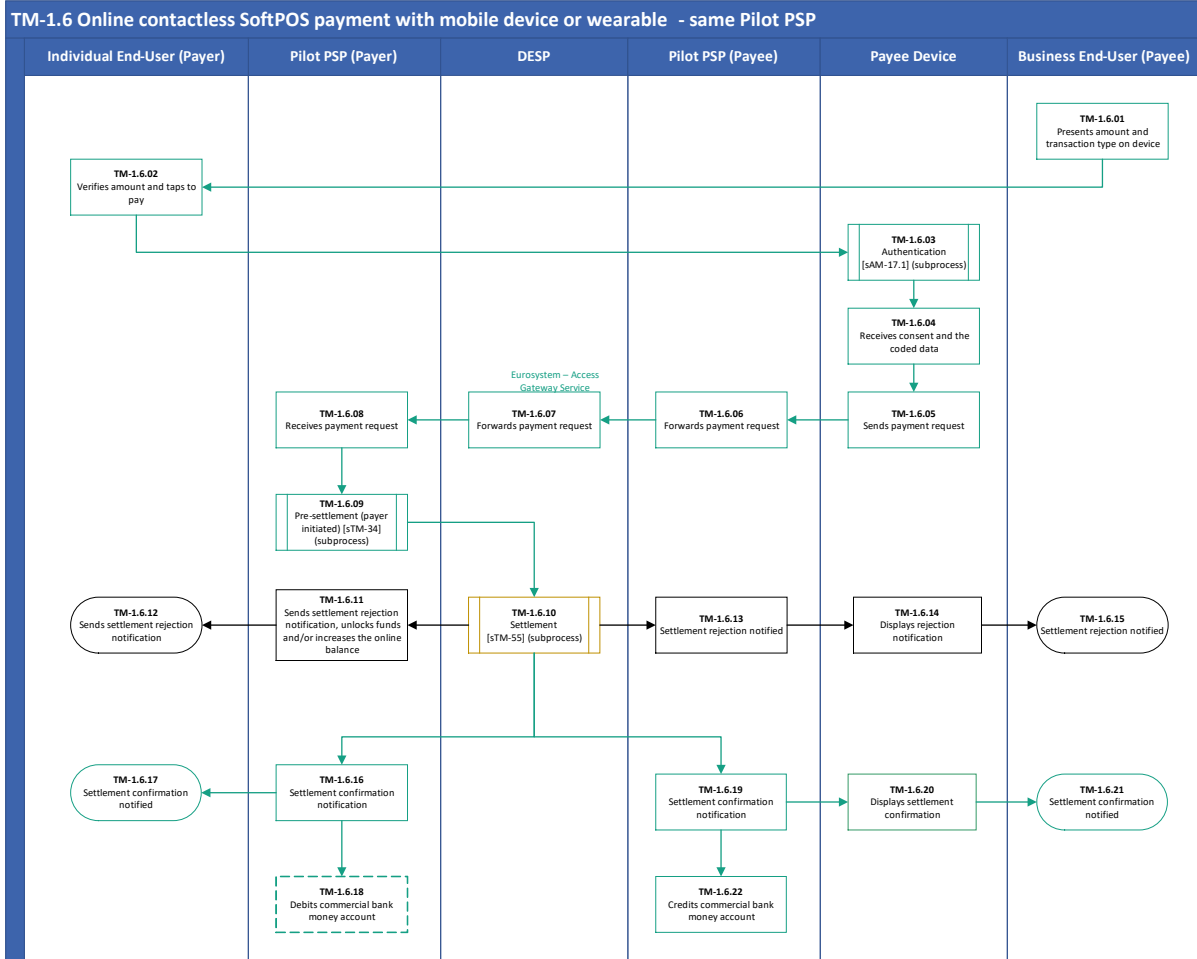 TM-1.6 Online contactless SoftPOS payment with mobile device or wearable - same Pilot PSP
Individual End-User (Payer)
Pilot PSP (Payer)
DESP
Pilot PSP (Payee)
Payee Device
Business End-User (Payee)
TM-1.6.01
Presents amount and
transaction type on device
TM-1.6.02
Verifies amount and taps to
pay
TM-1.6.03
Authentication
[sAM-17.1] (subprocess)
TM-1.6.04
Receives consent and the
coded data
Eurosystem – Access
Gateway Service
TM-1.6.08
Receives payment request
TM-1.6.07
Forwards payment request
TM-1.6.06
Forwards payment request
TM-1.6.05
Sends payment request
TM-1.6.09
Pre-settlement (payer
initiated) [sTM-34]
(subprocess)
TM-1.6.12
Sends settlement rejection
notification
TM-1.6.11
Sends settlement rejection
notification, unlocks funds
and/or increases the online
balance
TM-1.6.10
Settlement
[sTM-55] (subprocess)
TM-1.6.13
Settlement rejection notified
TM-1.6.14
Displays rejection
notification
TM-1.6.15
Settlement rejection notified
TM-1.6.17
Settlement confirmation
notified
TM-1.6.16
Settlement confirmation
notification
TM-1.6.19
Settlement confirmation
notification
TM-1.6.20
Displays settlement
confirmation
TM-1.6.21
Settlement confirmation
notified
TM-1.6.18
Debits commercial bank
money account
TM-1.6.22
Credits commercial bank
money account